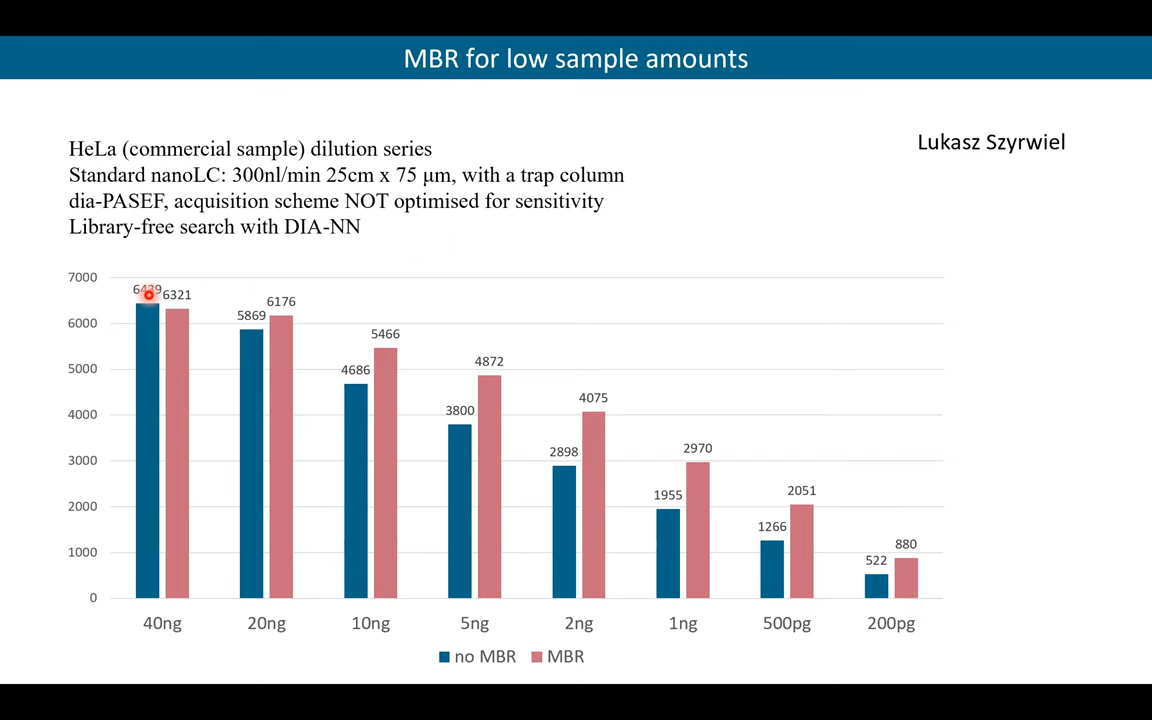 MBR for low sample amounts
Lukasz Szyrwiel
HeLa (commercial sample) dilution series
Standard nanoLC: 300nl/min 25cm x 75 µm, with a trap column
dia-PASEF, acquisition scheme NOT optimised for sensitivity
Library-free search with DIA-NN
7000
6000
5000
4000
3000
2000
1000
0
6439 6321
5869 6176
4686 5466
3800 4872
2898 4075
1955 2970
1266 2051
522 880
40ng 20ng 10ng 5ng 2ng 1ng 500pg 200pg
no MBR MBR